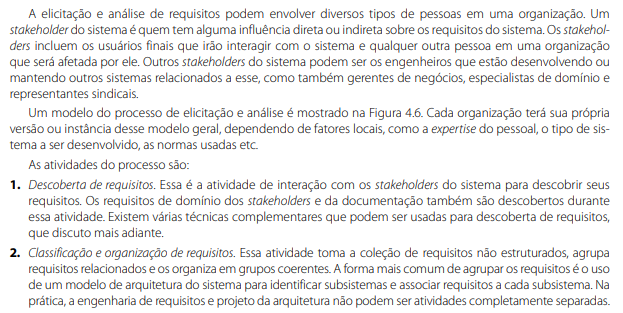 A elicitação e análise de requisitos podem envolver diversos tipos de pessoas em uma organização. Um
stakeholder do sistema é quem tem alguma influência direta ou indireta sobre os requisitos do sistema. Os stakehol-
ders incluem os usuários finais que irão interagir com o sistema e qualquer outra pessoa em uma organização
que será afetada por ele. Outros stakeholders do sistema podem ser os engenheiros que estão desenvolvendo ou
mantendo outros sistemas relacionados a esse, como também gerentes de negócios, especialistas de domínio e
representantes sindicais.
Um modelo do processo de elicitação e análise é mostrado na Figura 4.6. Cada organização terá sua própria
versão ou instância desse modelo geral, dependendo de fatores locais, como a expertise do pessoal, o tipo de sis-
tema a ser desenvolvido, as normas usadas etc.
As atividades do processo são:
1. Descoberta de requisitos. Essa é a atividade de interação com os stakeholders do sistema para descobrir seus
requisitos. Os requisitos de domínio dos stakeholders e da documentação também são descobertos durante
essa atividade. Existem várias técnicas complementares que podem ser usadas para descoberta de requisitos,
que discuto mais adiante.
2. Classificação e organização de requisitos. Essa atividade toma a coleção de requisitos não estruturados, agrupa
requisitos relacionados e os organiza em grupos coerentes. A forma mais comum de agrupar os requisitos é o uso
de um modelo de arquitetura do sistema para identificar subsistemas e associar requisitos a cada subsistema. Na
prática, a engenharia de requisitos e projeto da arquitetura não podem ser atividades completamente separadas.